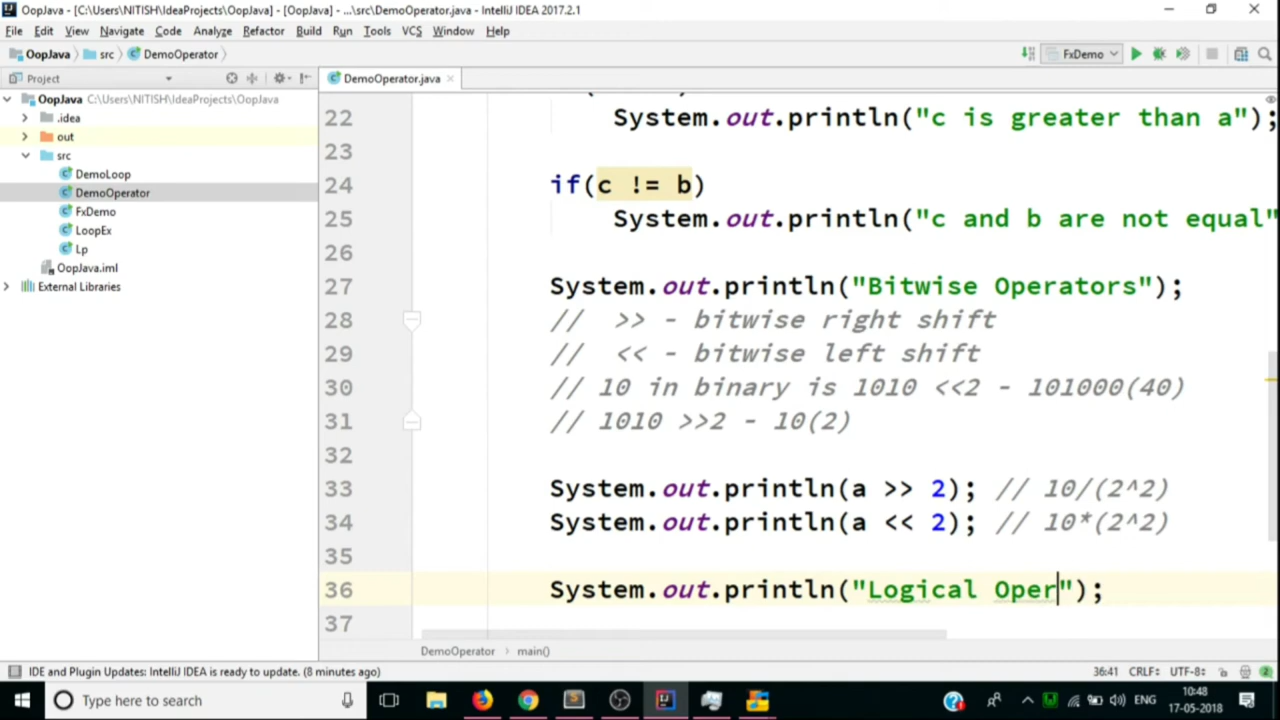 OopJava - [C:\Users\NITISH\IdeaProjects\OopJava] - [OopJava] - ...\src\DemoOperator.java - IntelliJ IDEA 2017.2.1
File Edit View Navigate Code Analyze Refactor Build Run Tools VCS Window Help
OopJava src DemoOperator FxDemo
Project DemoOperator.java
OopJava C:\Users\NITISH\IdeaProjects\OopJava
.idea
out
src
DemoLoop
DemoOperator
FxDemo
LoopEx
Lp
OopJava.iml
External Libraries
22 System.out.println("c is greater than a");
23
24 if(c != b)
25 System.out.println("c and b are not equal"
26
27 System.out.println("Bitwise Operators");
28 // >> - bitwise right shift
29 // << - bitwise left shift
30 // 10 in binary is 1010 <<2 - 101000(40)
31 // 1010 >>2 - 10(2)
32
33 System.out.println(a >> 2); // 10/(2^2)
34 System.out.println(a << 2); // 10*(2^2)
35
36 System.out.println("Logical Oper");
37
DemoOperator main()
IDE and Plugin Updates: IntelliJ IDEA is ready to update. (8 minutes ago) 36:41 CRLF UTF-8 2
Type here to search ENG 10:48
17-05-2018